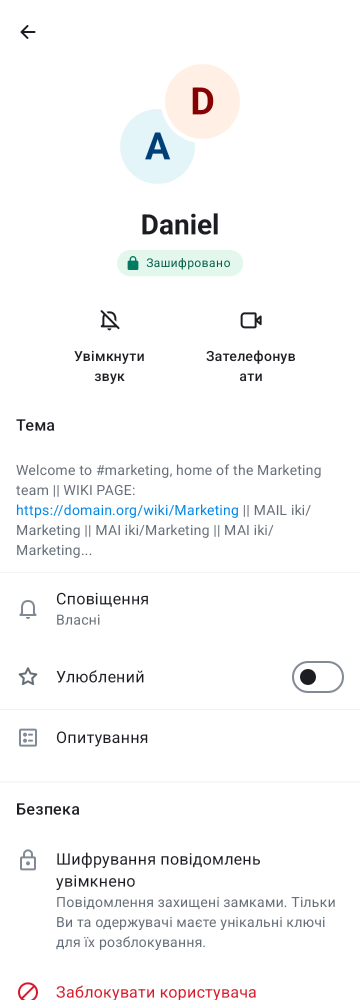 D
A
Daniel
Зашифровано
Увімкнути
звук
Зателефонув
ати
Тема
Welcome to #marketing, home of the Marketing
team || WIKI PAGE:
https://domain.org/wiki/Marketing || MAIL iki/
Marketing || MAI iki/Marketing || MAI iki/
Marketing...
Сповіщення
Власні
Улюблений
Опитування
Безпека
Шифрування повідомлень
увімкнено
Повідомлення захищені замками. Тільки
Ви та одержувачі маєте унікальні ключі
для їх розблокування.
Заблокувати користувача